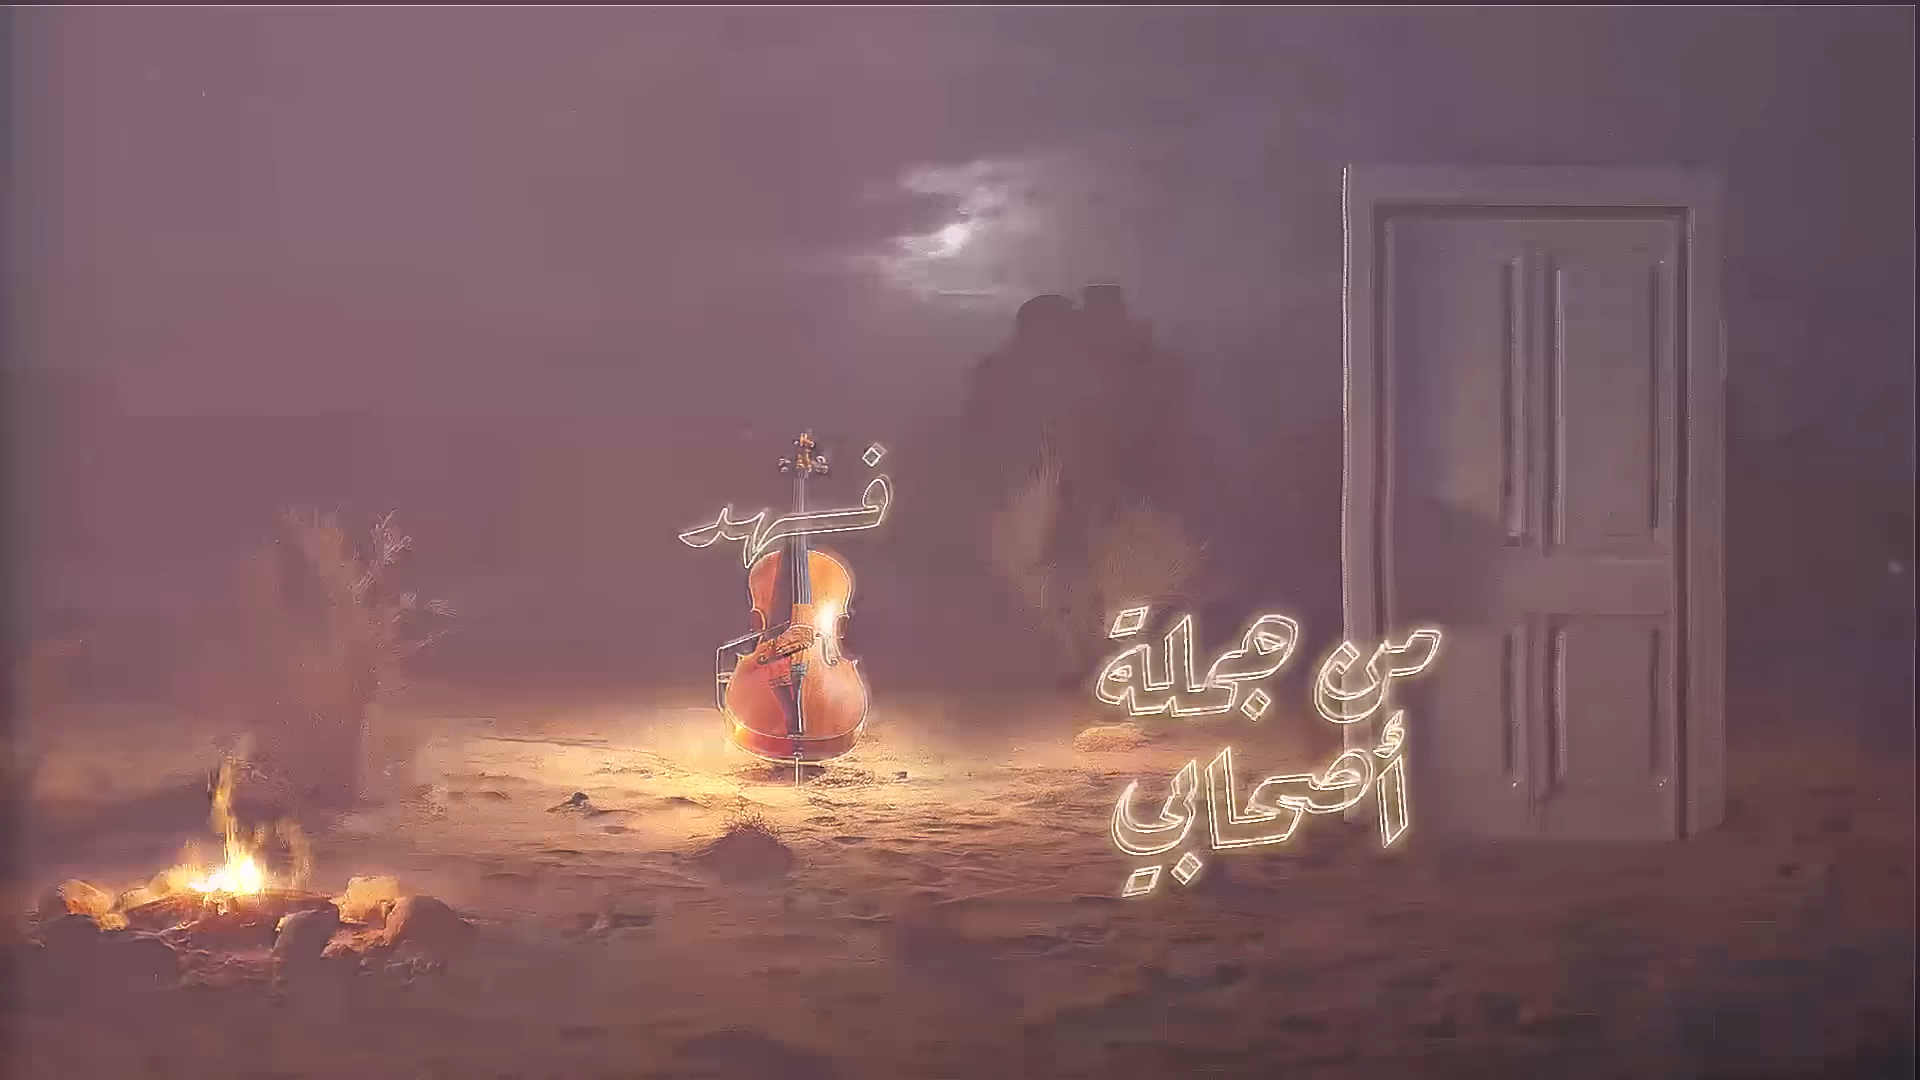 فهد
من جملة
أصحابي